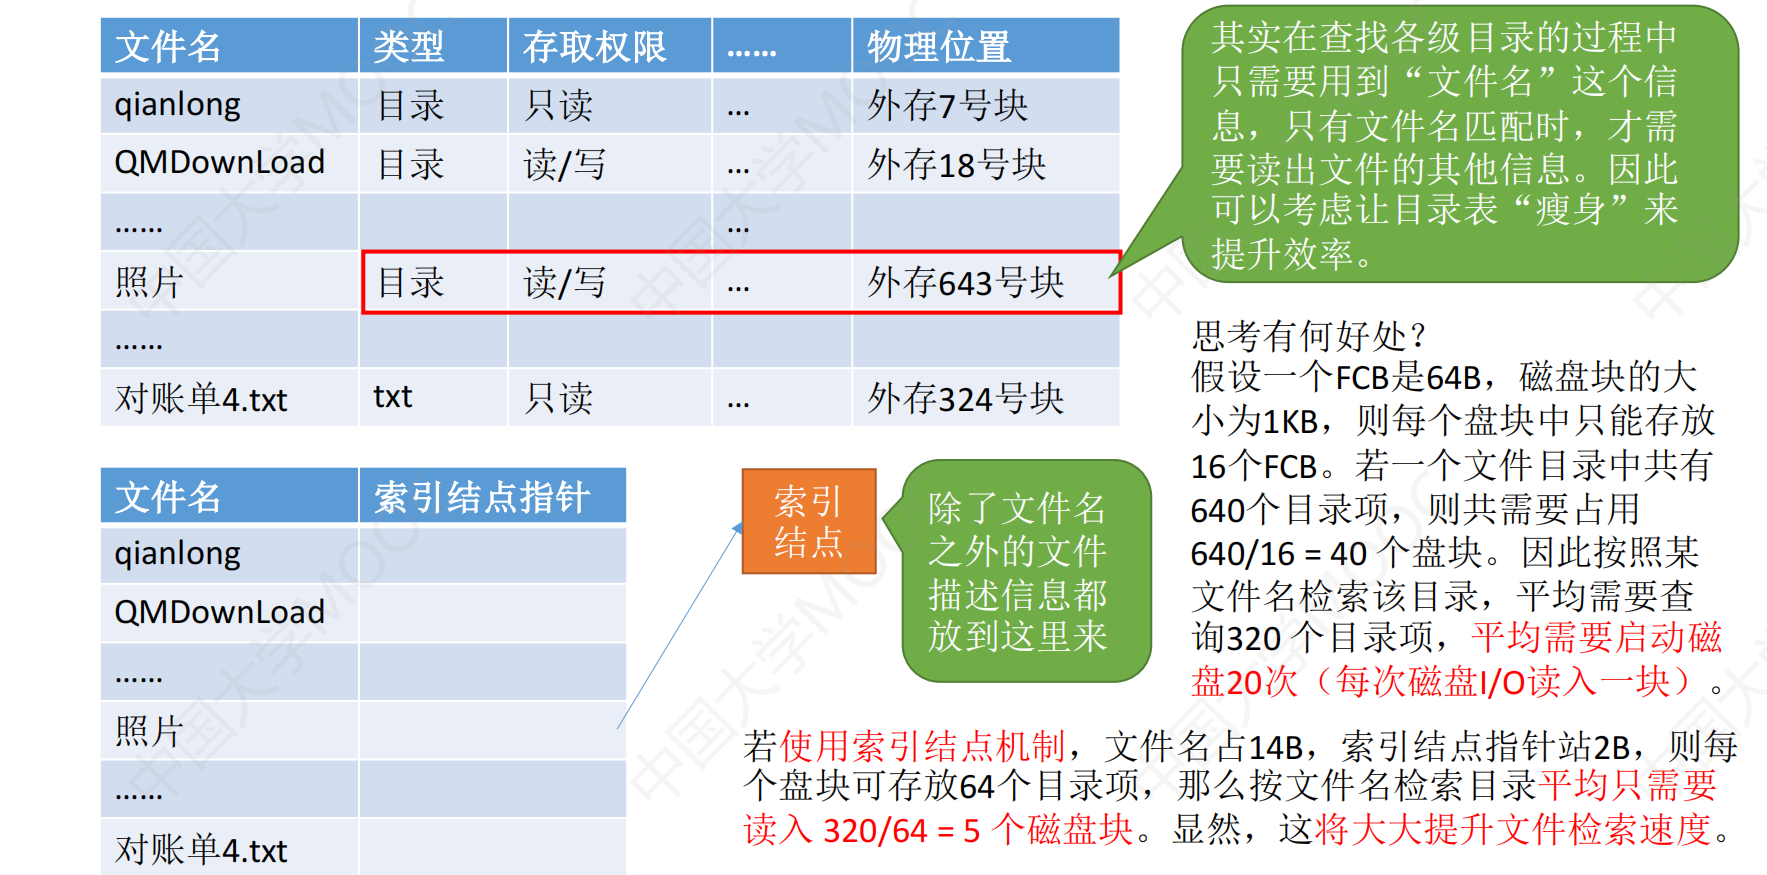 文件名 类型 存取权限 …… 物理位置
qianlong 目录 只读 … 外存7号块
QMDownLoad 目录 读/写 … 外存18号块
…… …
照片 目录 读/写 … 外存643号块
……
对账单4.txt txt 只读 … 外存324号块
其实在查找各级目录的过程中
只需要用到“文件名”这个信
息，只有文件名匹配时，才需
要读出文件的其他信息。因此
可以考虑让目录表“瘦身”来
提升效率。
思考有何好处？
假设一个FCB是64B，磁盘块的大
小为1KB，则每个盘块中只能存放
16个FCB。若一个文件目录中共有
640个目录项，则共需要占用
640/16 = 40 个盘块。因此按照某
文件名检索该目录，平均需要查
询320 个目录项，平均需要启动磁
盘20次（每次磁盘I/O读入一块）。
文件名 索引结点指针
qianlong
QMDownLoad
……
照片
……
对账单4.txt
索引
结点
除了文件名
之外的文件
描述信息都
放到这里来
若使用索引结点机制，文件名占14B，索引结点指针站2B，则每
个盘块可存放64个目录项，那么按文件名检索目录平均只需要
读入 320/64 = 5 个磁盘块。显然，这将大大提升文件检索速度。
中国大学MOOC